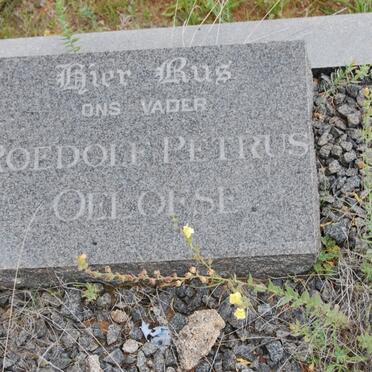 Hier Rus
ONS VADER
ROEDOLF PETRUS
OELOFSE